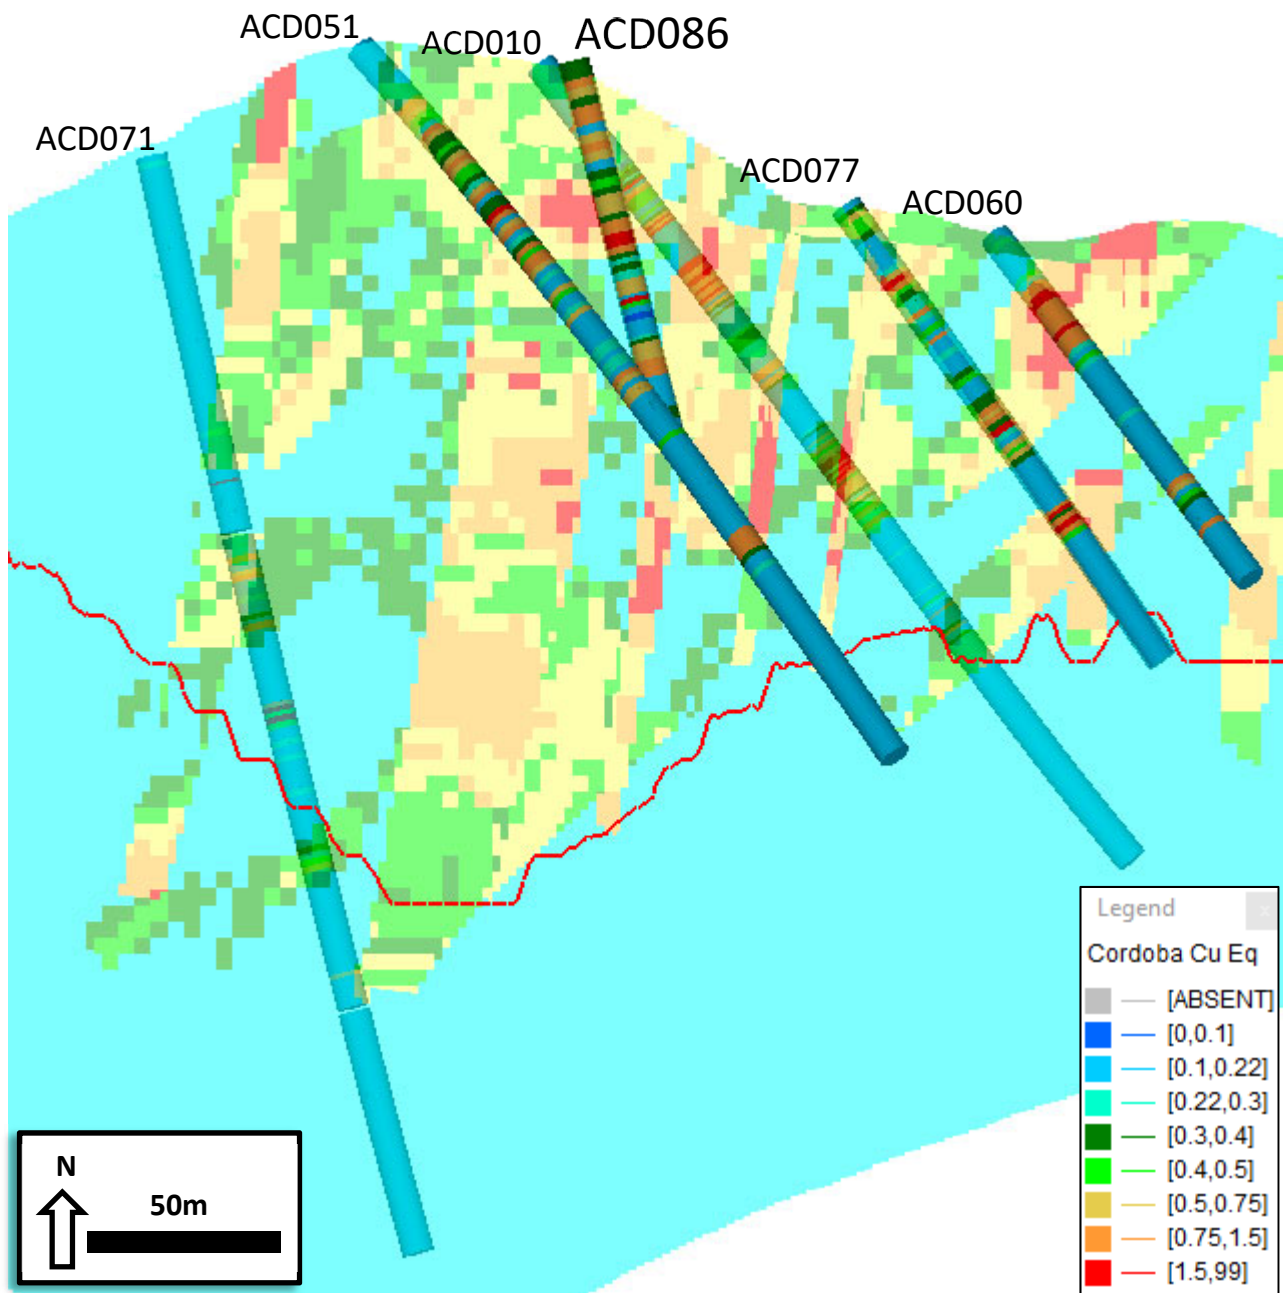 ACD051
ACD010
ACD086
ACD071
ACD077
ACD060
Legend
x
Cordoba Cu Eq
[ABSENT]
[0,0.1]
[0.1,0.22]
[0.22,0.3]
[0.3,0.4]
[0.4,0.5]
[0.5,0.75]
[0.75,1.5]
[1.5,99]
N
50m